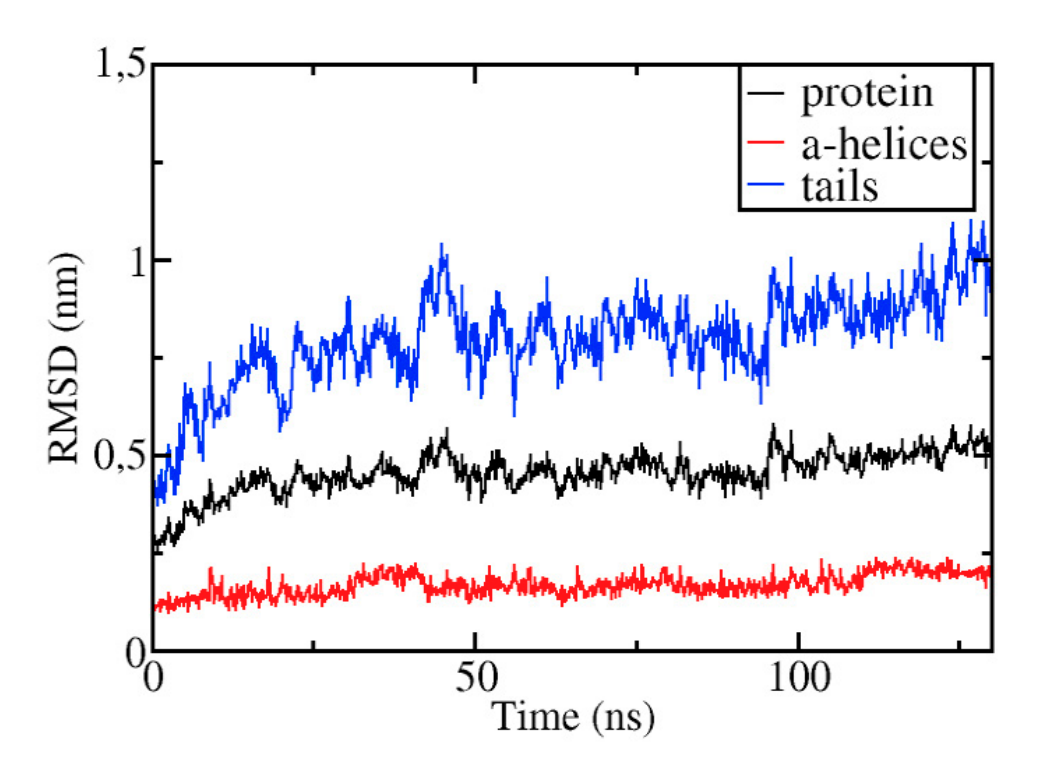 1,5
protein
a-helices
tails
1
RMSD (nm)
0,5
0
0 50 100
Time (ns)